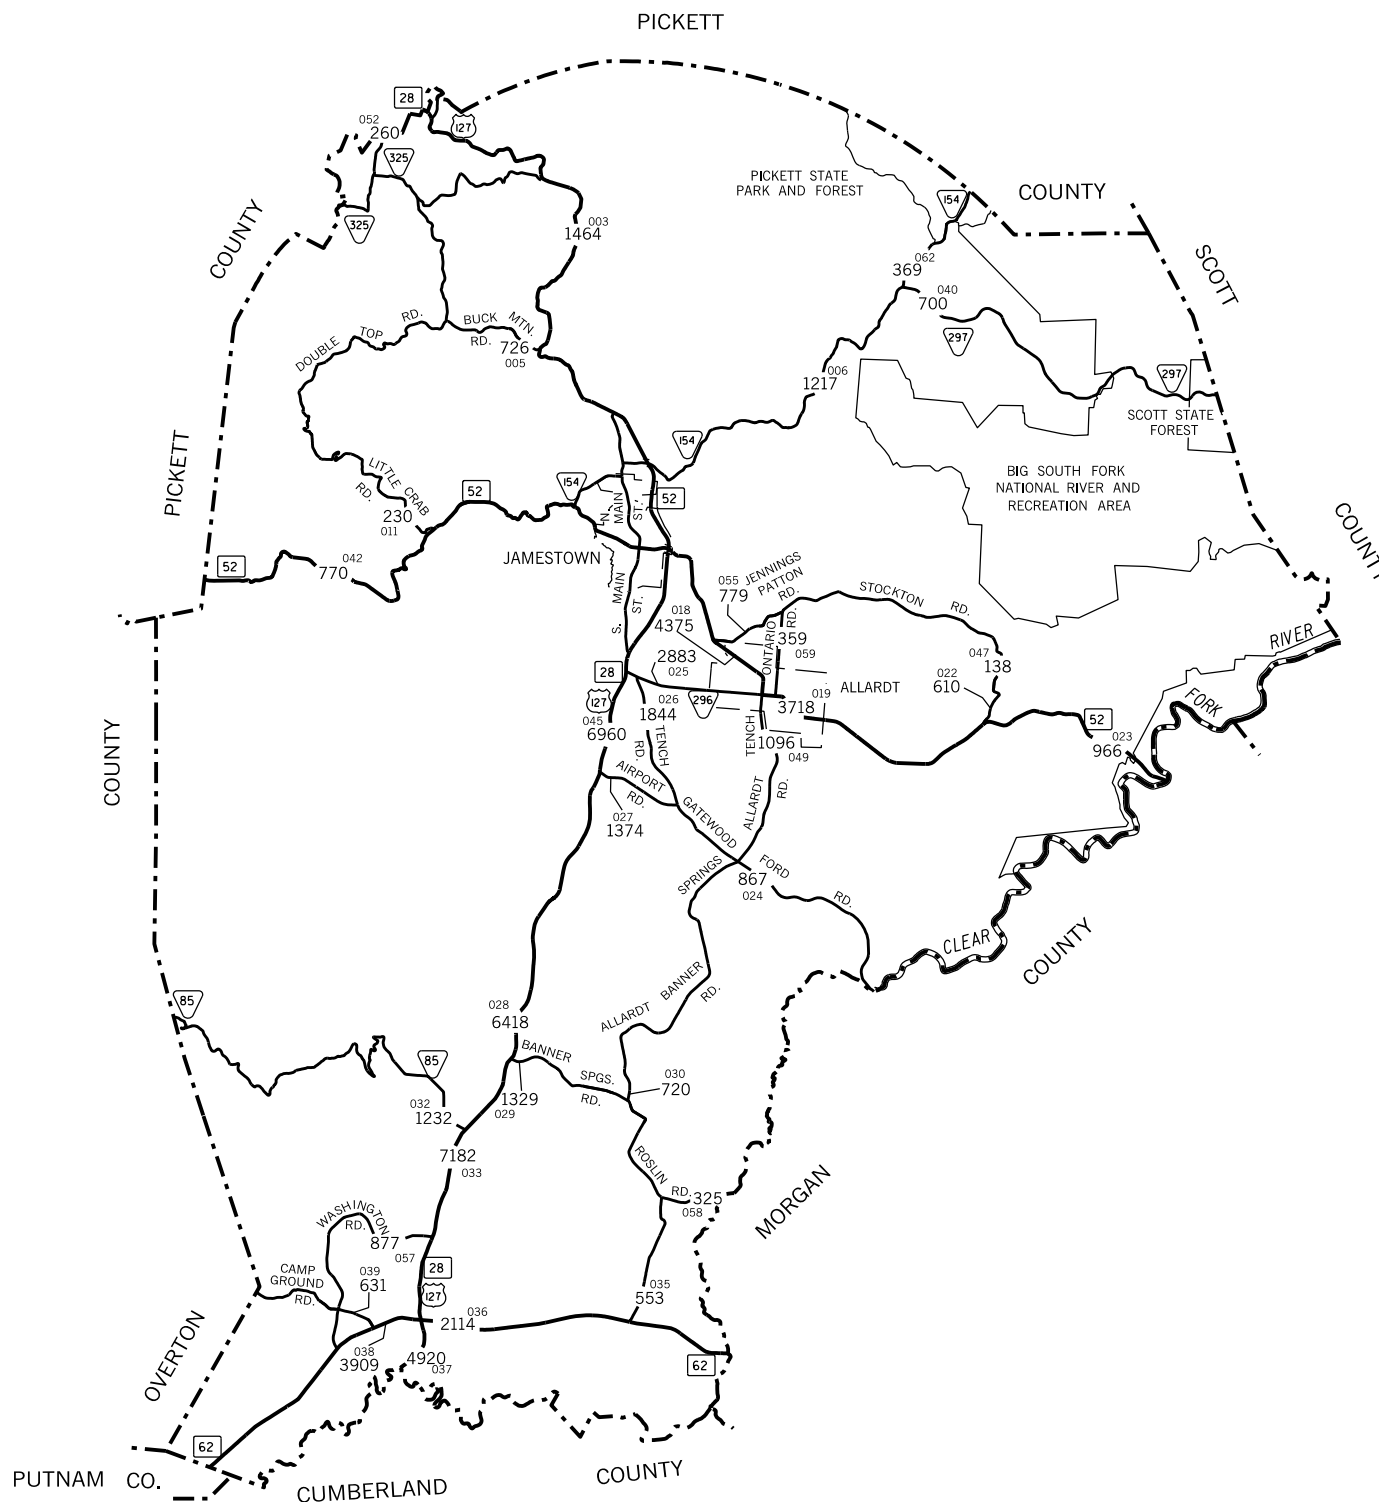 PICKETT
28
052
260
127
325
PICKETT STATE
PARK AND FOREST
COUNTY
154
325
COUNTY
003
1464
SCOTT
062
369
040
700
297
DOUBLE TOP RD.
BUCK MTN.
RD.
726
005
006
1217
297
SCOTT STATE
FOREST
PICKETT
154
LITTLE CRAB
RD.
230
011
52
154
N. MAIN ST.
52
BIG SOUTH FORK
NATIONAL RIVER AND
RECREATION AREA
COUNTY
JAMESTOWN
52
042
770
055
779
JENNINGS
PATTON
RD.
STOCKTON RD.
S. MAIN ST.
018
4375
ONTARIO RD.
359
059
047
138
RIVER
2883
025
28
127
296
022
610
ALLARDT
019
3718
FORK
026
1844
045
6960
TENCH
RD.
TENCH
1096
049
52
023
966
COUNTY
AIRPORT
RD.
027
1374
GATEWOOD
ALLARDT
RD.
SPRINGS
FORD
RD.
867
024
CLEAR
COUNTY
BANNER
RD.
ALLARDT
85
028
6418
BANNER
SPGS.
RD.
85
030
720
1329
029
032
1232
7182
033
ROSLIN
RD.
325
058
MORGAN
WASHINGTON
RD.
877
057
28
127
CAMP
GROUND
RD.
039
631
035
553
036
2114
OVERTON
038
3909
4920
037
62
62
PUTNAM CO.
CUMBERLAND
COUNTY